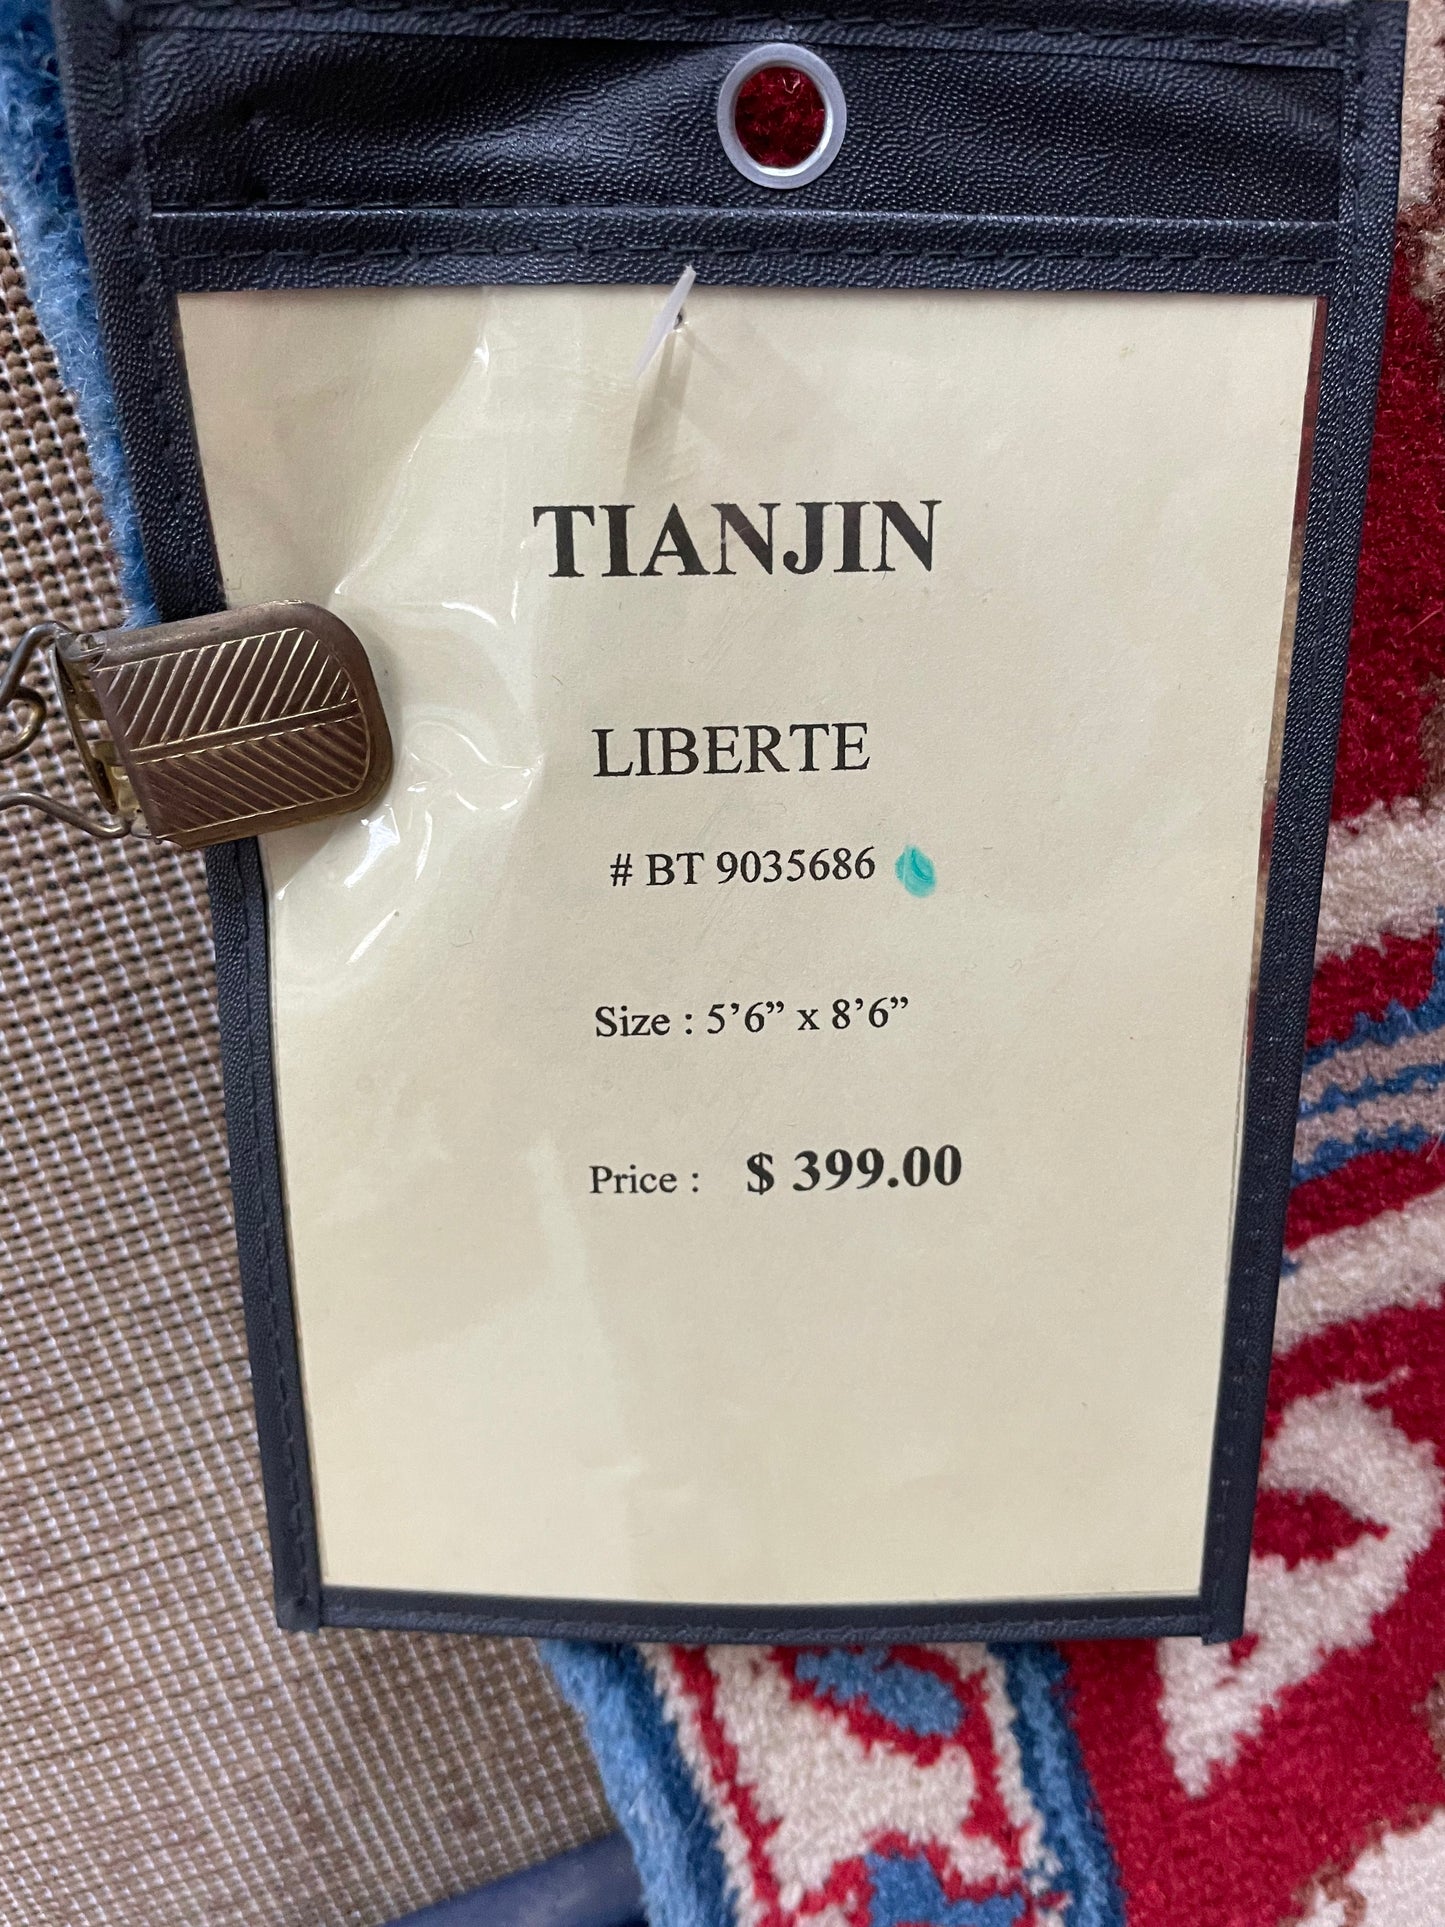 TIANJIN
LIBERTE
# BT 9035686
Size : 5’6” x 8’6”
Price : $ 399.00